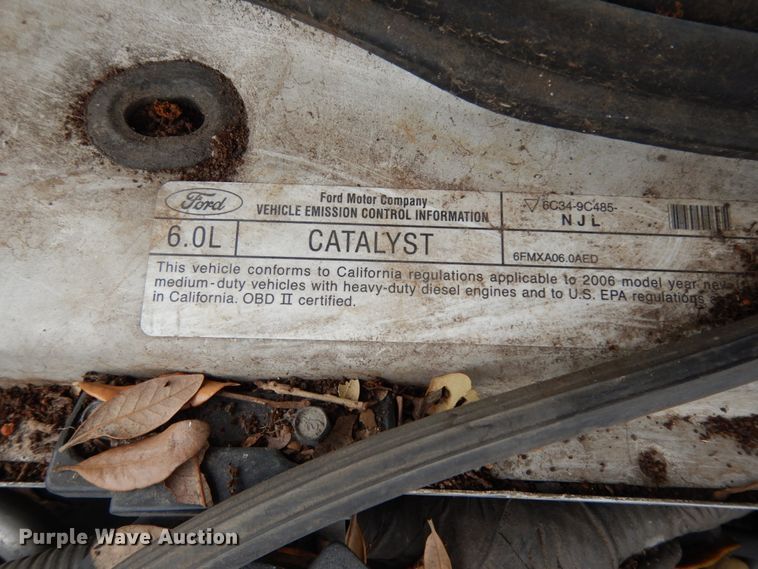 Ford
Ford Motor Company
VEHICLE EMISSION CONTROL INFORMATION
6C34-9C485-
NJL
6.0L
CATALYST
6FMXA06.0AED
This vehicle conforms to California regulations applicable to 2006 model year new
medium-duty vehicles with heavy-duty diesel engines and to U.S. EPA regulations
in California. OBD II certified.
Purple Wave Auction